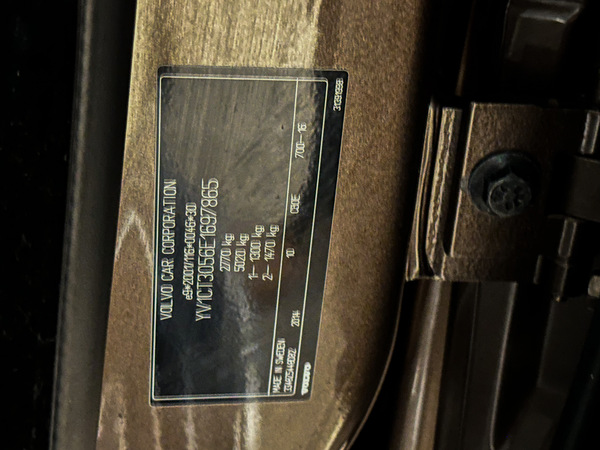 VOLVO CAR CORPORATION
e9*2001/116*0046*30
YV1CT3056E1697865
2770 kg
5020 kg
1- 1300 kg
2- 1470 kg
700-16
MADE IN SWEDEN
2014
VOLVO